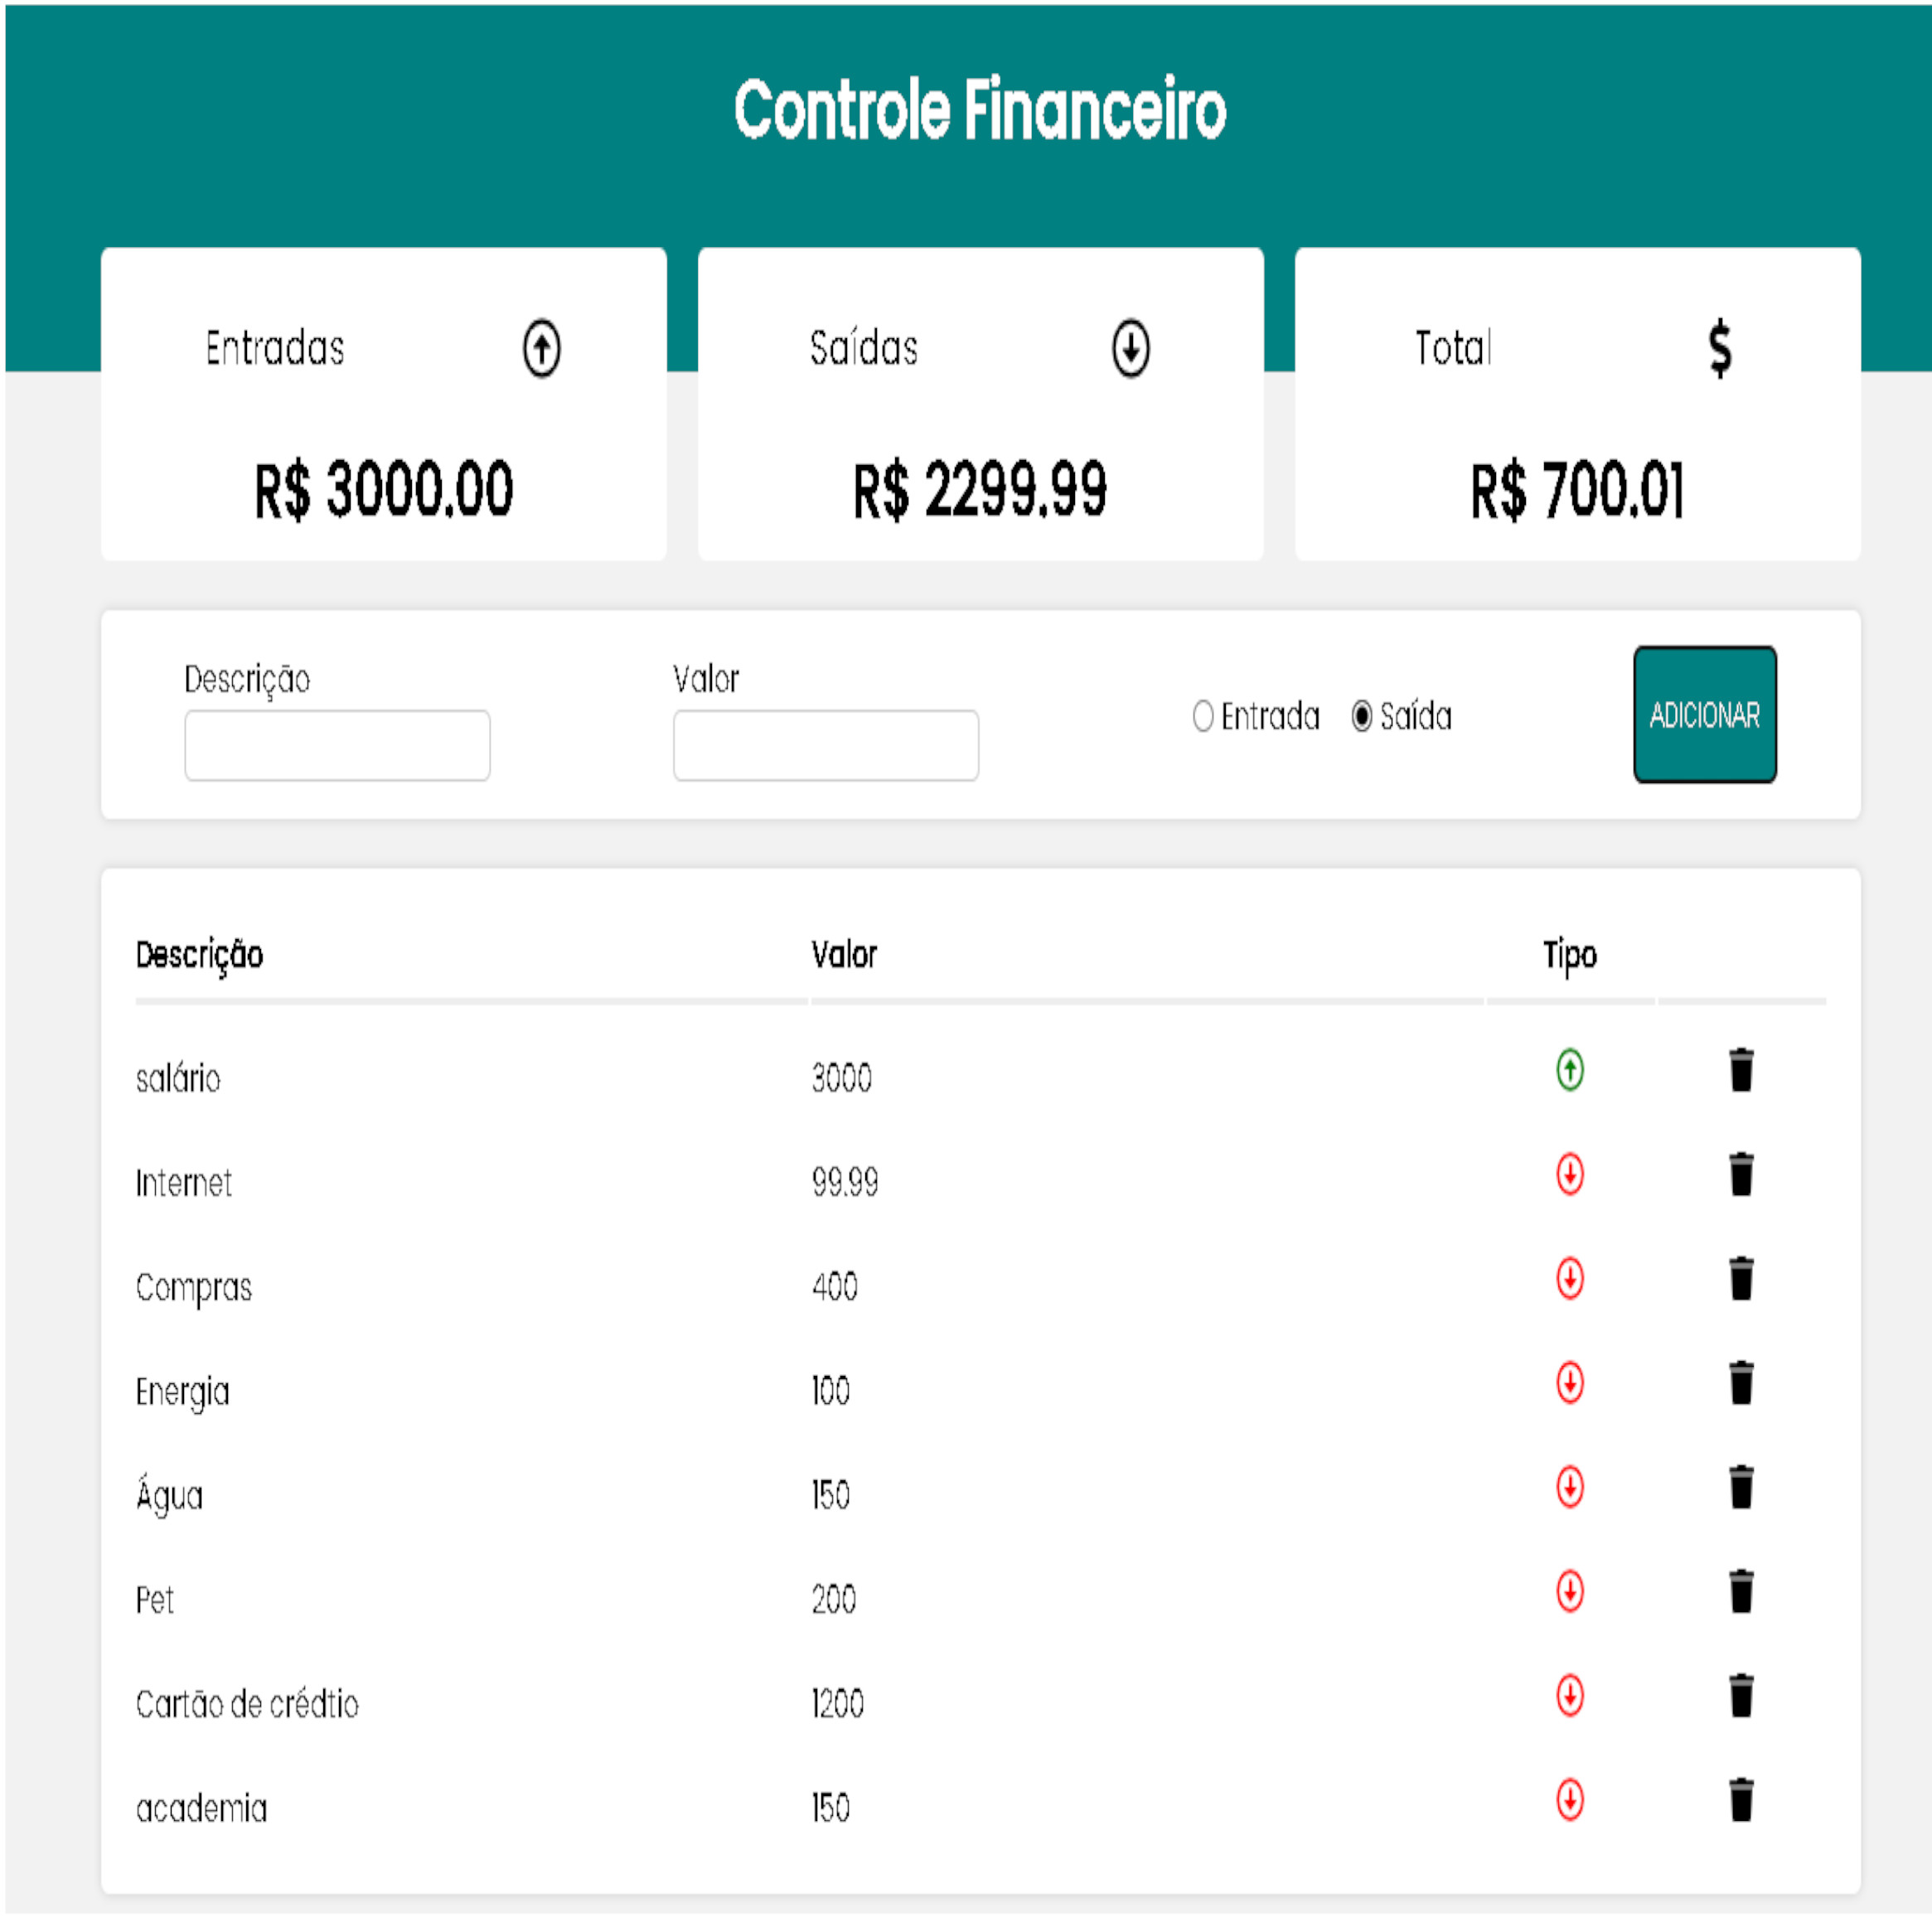 Controle Financeiro
Entradas
R$ 3000.00
Saídas
R$ 2299.99
Total
$
R$ 700.01
Descrição
Valor
Entrada Saída
ADICIONAR
Descrição Valor Tipo
salário 3000
Internet 99.99
Compras 400
Energia 100
Água 150
Pet 200
Cartão de crédtio 1200
academia 150